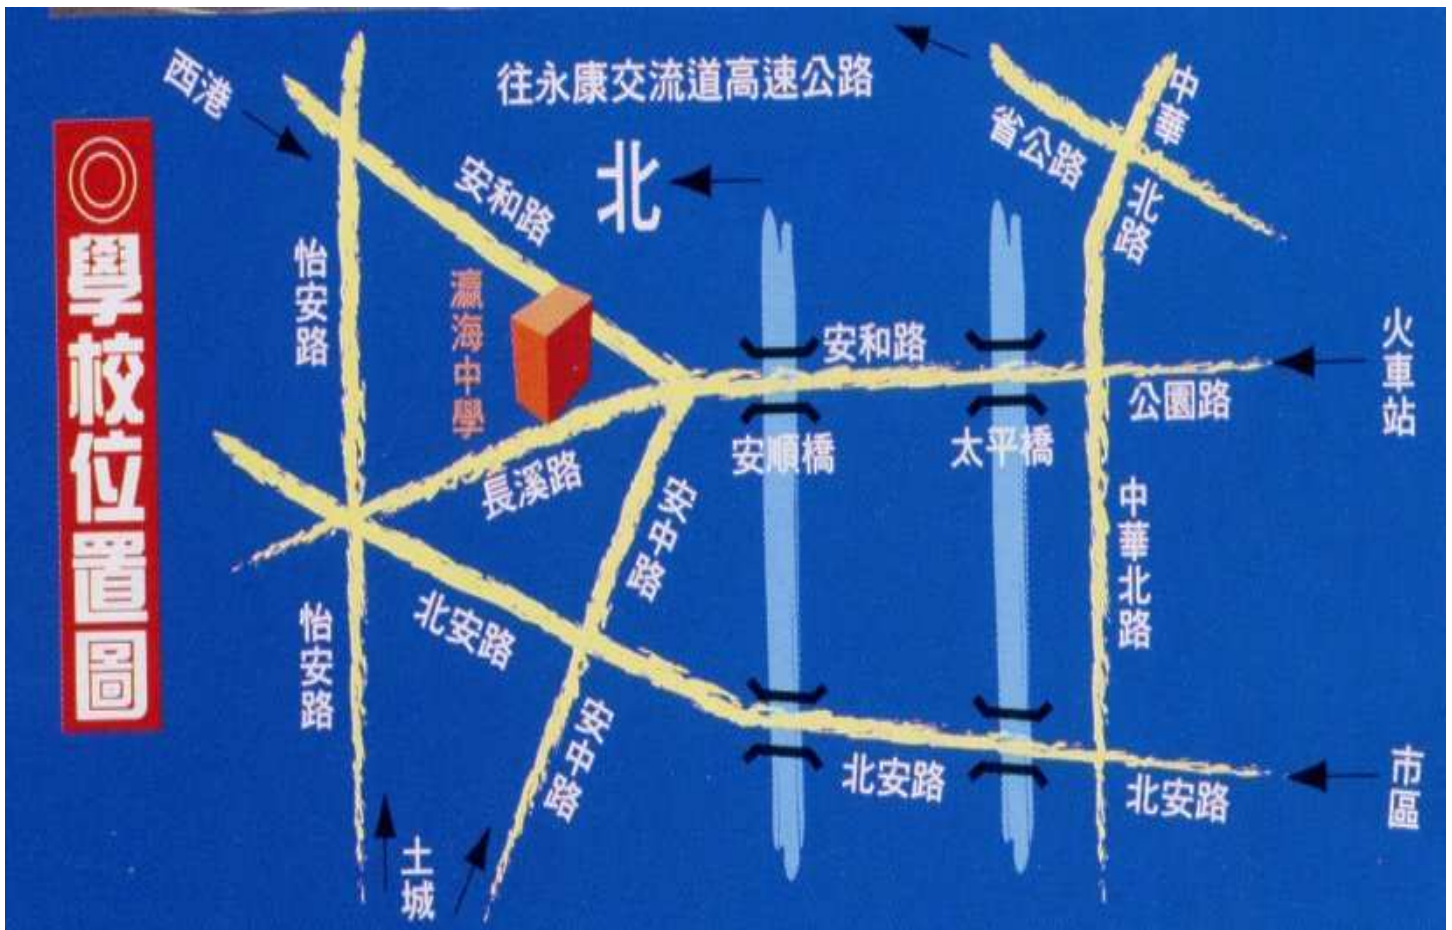 ◎學校位置圖
西港
往永康交流道高速公路
中華北路
省公路
北
安和路
怡安路
瀛海中學
安和路
火車站
公園路
安順橋
太平橋
長溪路
安中路
中華北路
怡安路
北安路
安中路
北安路
北安路
市區
土城